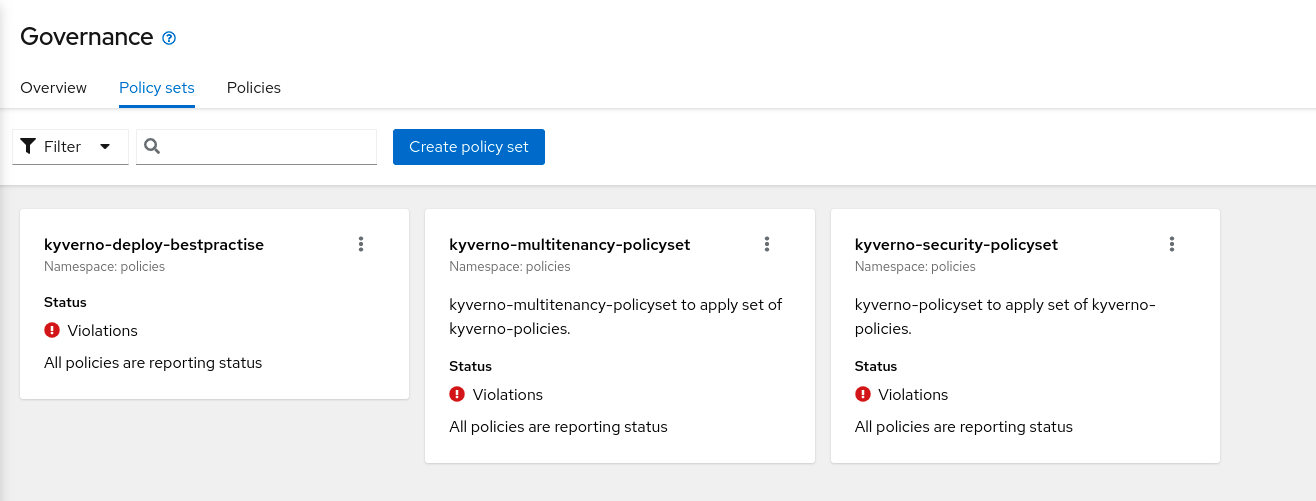 Governance
Overview Policy sets Policies
Filter Create policy set
kyverno-deploy-bestpractise
Namespace: policies
Status
Violations
All policies are reporting status
kyverno-multitenancy-policyset
Namespace: policies
kyverno-multitenancy-policyset to apply set of
kyverno-policies.
Status
Violations
All policies are reporting status
kyverno-security-policyset
Namespace: policies
kyverno-policyset to apply set of kyverno-
policies.
Status
Violations
All policies are reporting status